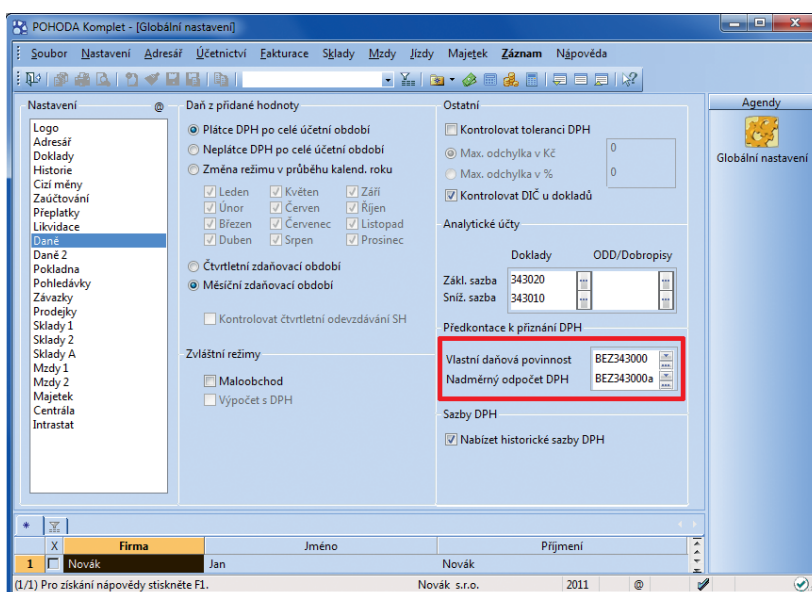 POHODA Komplet - [Globální nastavení]
Soubor Nastavení Adresář Účetnictví Fakturace Sklady Mzdy Jízdy Majetek Záznam Nápověda
Nastavení @
Logo
Adresář
Doklady
Historie
Cizí měny
Zaúčtování
Přeplatky
Likvidace
Daně
Daně 2
Pokladna
Pohledávky
Závazky
Prodejky
Sklady 1
Sklady 2
Sklady A
Mzdy 1
Mzdy 2
Majetek
Centrála
Intrastat
Daň z přidané hodnoty
Plátce DPH po celé účetní období
Neplátce DPH po celé účetní období
Změna režimu v průběhu kalend. roku
Leden Květen Září
Únor Červen Říjen
Březen Červenec Listopad
Duben Srpen Prosinec
Čtvrtletní zdaňovací období
Měsíční zdaňovací období
Kontrolovat čtvrtletní odevzdávání SH
Zvláštní režimy
Maloobchod
Výpočet s DPH
Ostatní
Kontrolovat toleranci DPH
Max. odchylka v Kč 0
Max. odchylka v % 0
Kontrolovat DIČ u dokladů
Analytické účty
Doklady ODD/Dobropisy
Zákl. sazba 343020
Sníž. sazba 343010
Předkontace k přiznání DPH
Vlastní daňová povinnost BEZ343000
Nadměrný odpočet DPH BEZ343000a
Sazby DPH
Nabízet historické sazby DPH
Agendy
Globální nastavení
X Firma Jméno Příjmení
1 Novák Jan Novák
(1/1) Pro získání nápovědy stiskněte F1. Novák s.r.o. 2011 @